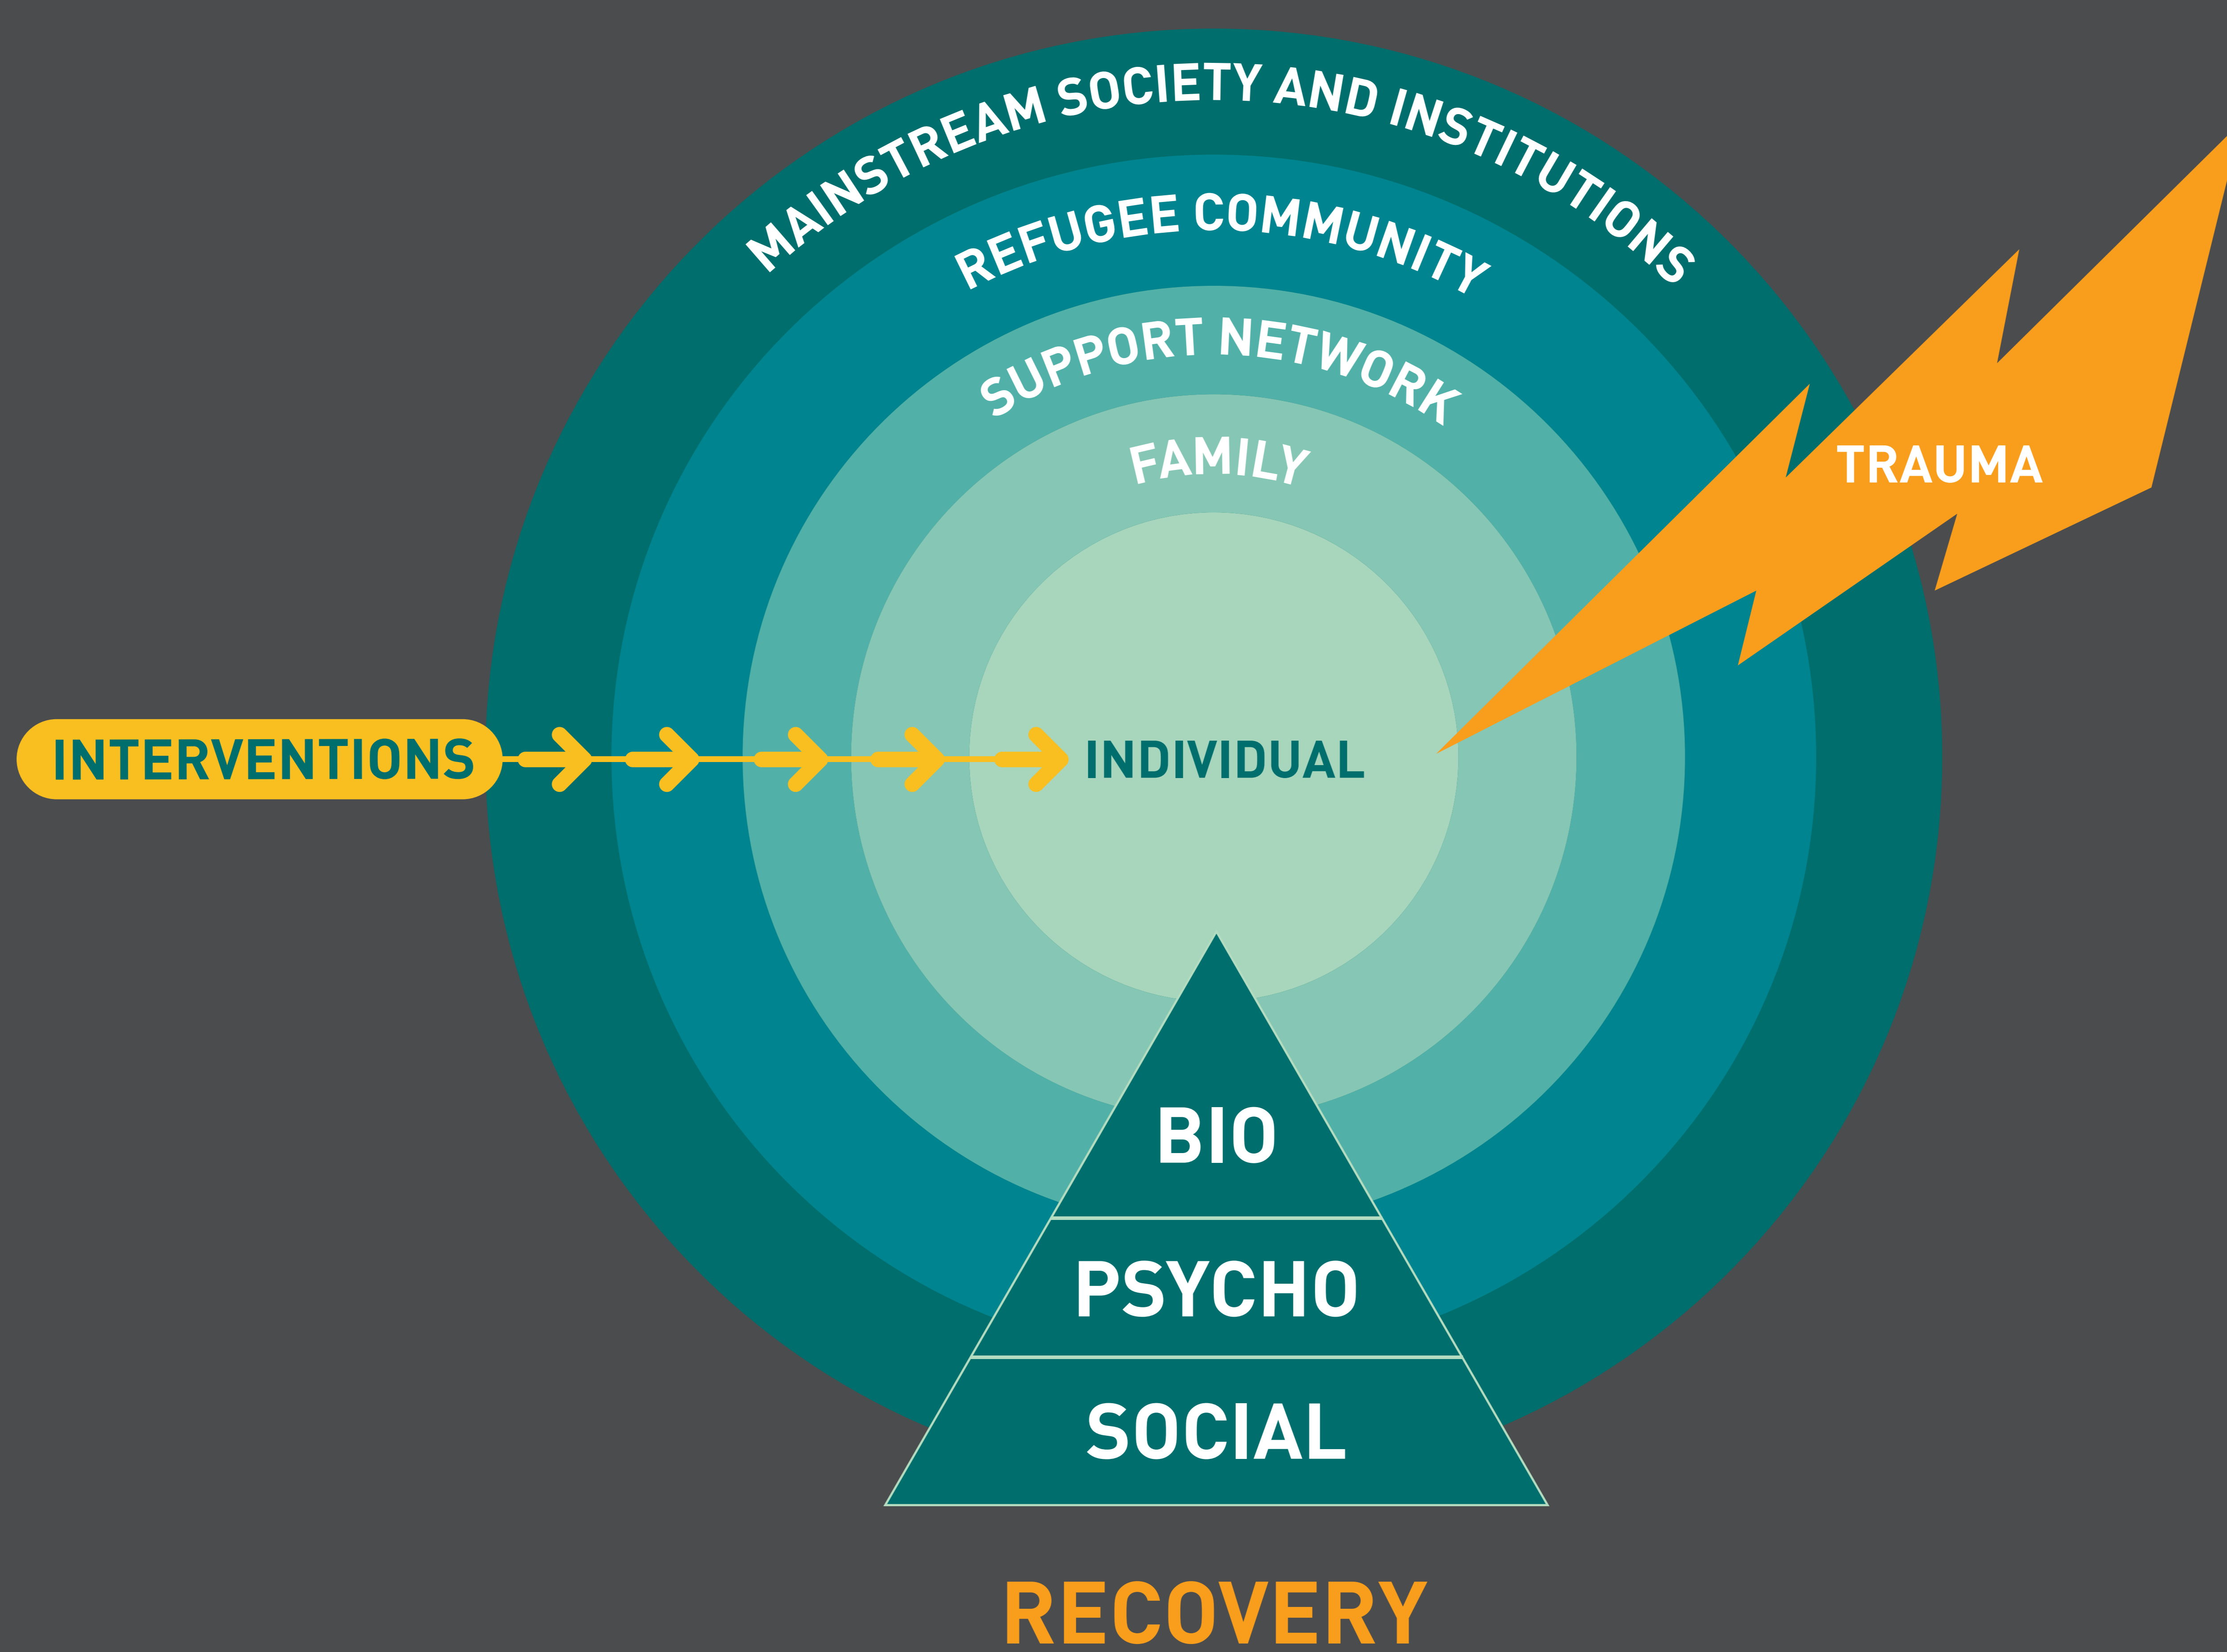 MAINSTREAM SOCIETY AND INSTITUTIONS
REFUGEE COMMUNITY
SUPPORT NETWORK
FAMILY
TRAUMA
INTERVENTIONS
INDIVIDUAL
BIO
PSYCHO
SOCIAL
RECOVERY